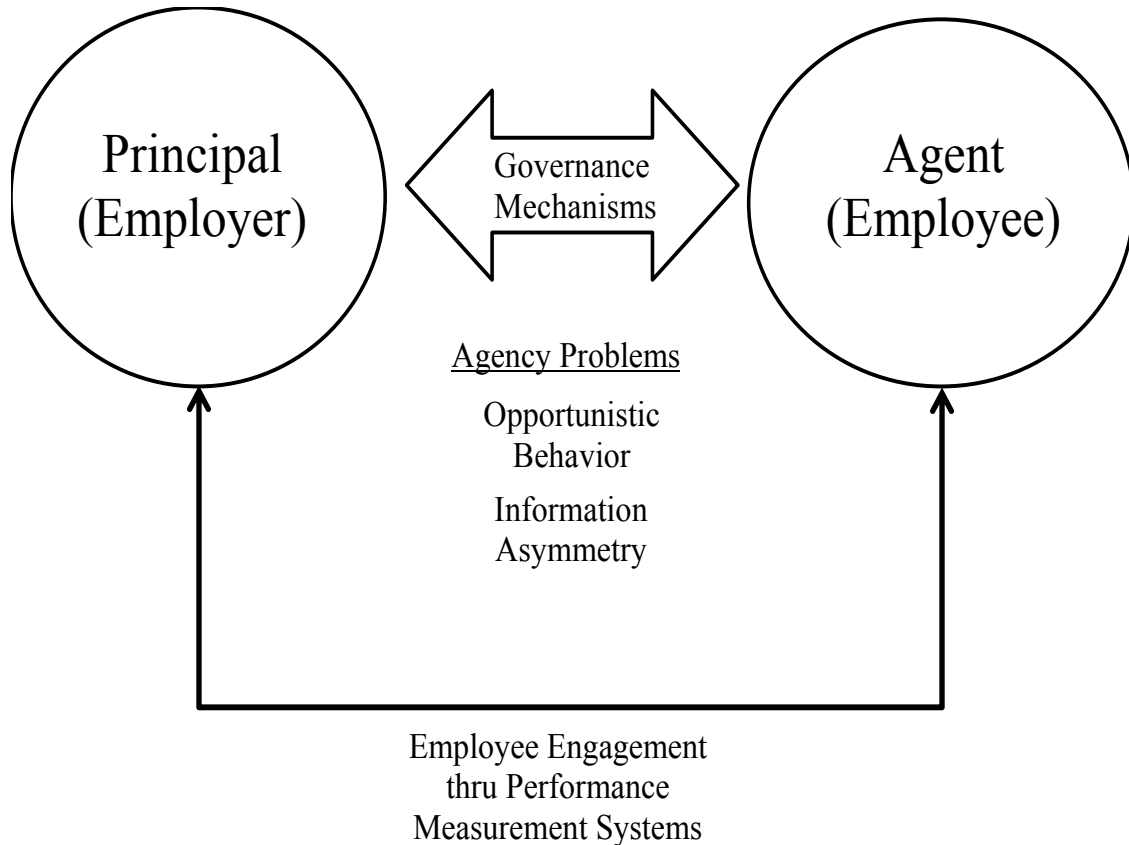 Principal
(Employer)
Governance
Mechanisms
Agent
(Employee)
Agency Problems
Opportunistic
Behavior
Information
Asymmetry
Employee Engagement
thru Performance
Measurement Systems